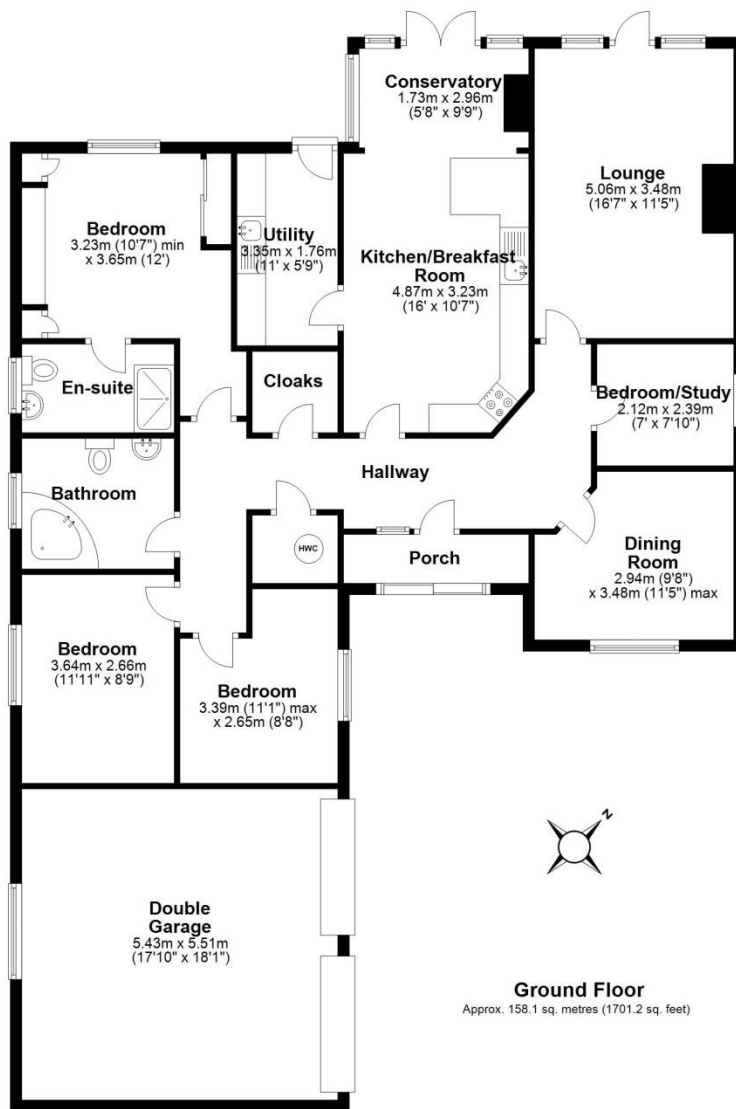 Conservatory
1.73m x 2.96m
(5'8" x 9'9")
Lounge
5.06m x 3.48m
(16'7" x 11'5")
Bedroom
3.23m (10'7") min
x 3.65m (12')
Utility
3.35m x 1.76m
(11' x 5'9")
Kitchen/Breakfast
Room
4.87m x 3.23m
(16' x 10'7")
En-suite
Cloaks
Bedroom/Study
2.12m x 2.39m
(7' x 7'10")
Hallway
Bathroom
HWC
Porch
Dining
Room
2.94m (9'8")
x 3.48m (11'5") max
Bedroom
3.64m x 2.66m
(11'11" x 8'9")
Bedroom
3.39m (11'1") max
x 2.65m (8'8")
N
Double
Garage
5.43m x 5.51m
(17'10" x 18'1")
Ground Floor
Approx. 158.1 sq. metres (1701.2 sq. feet)